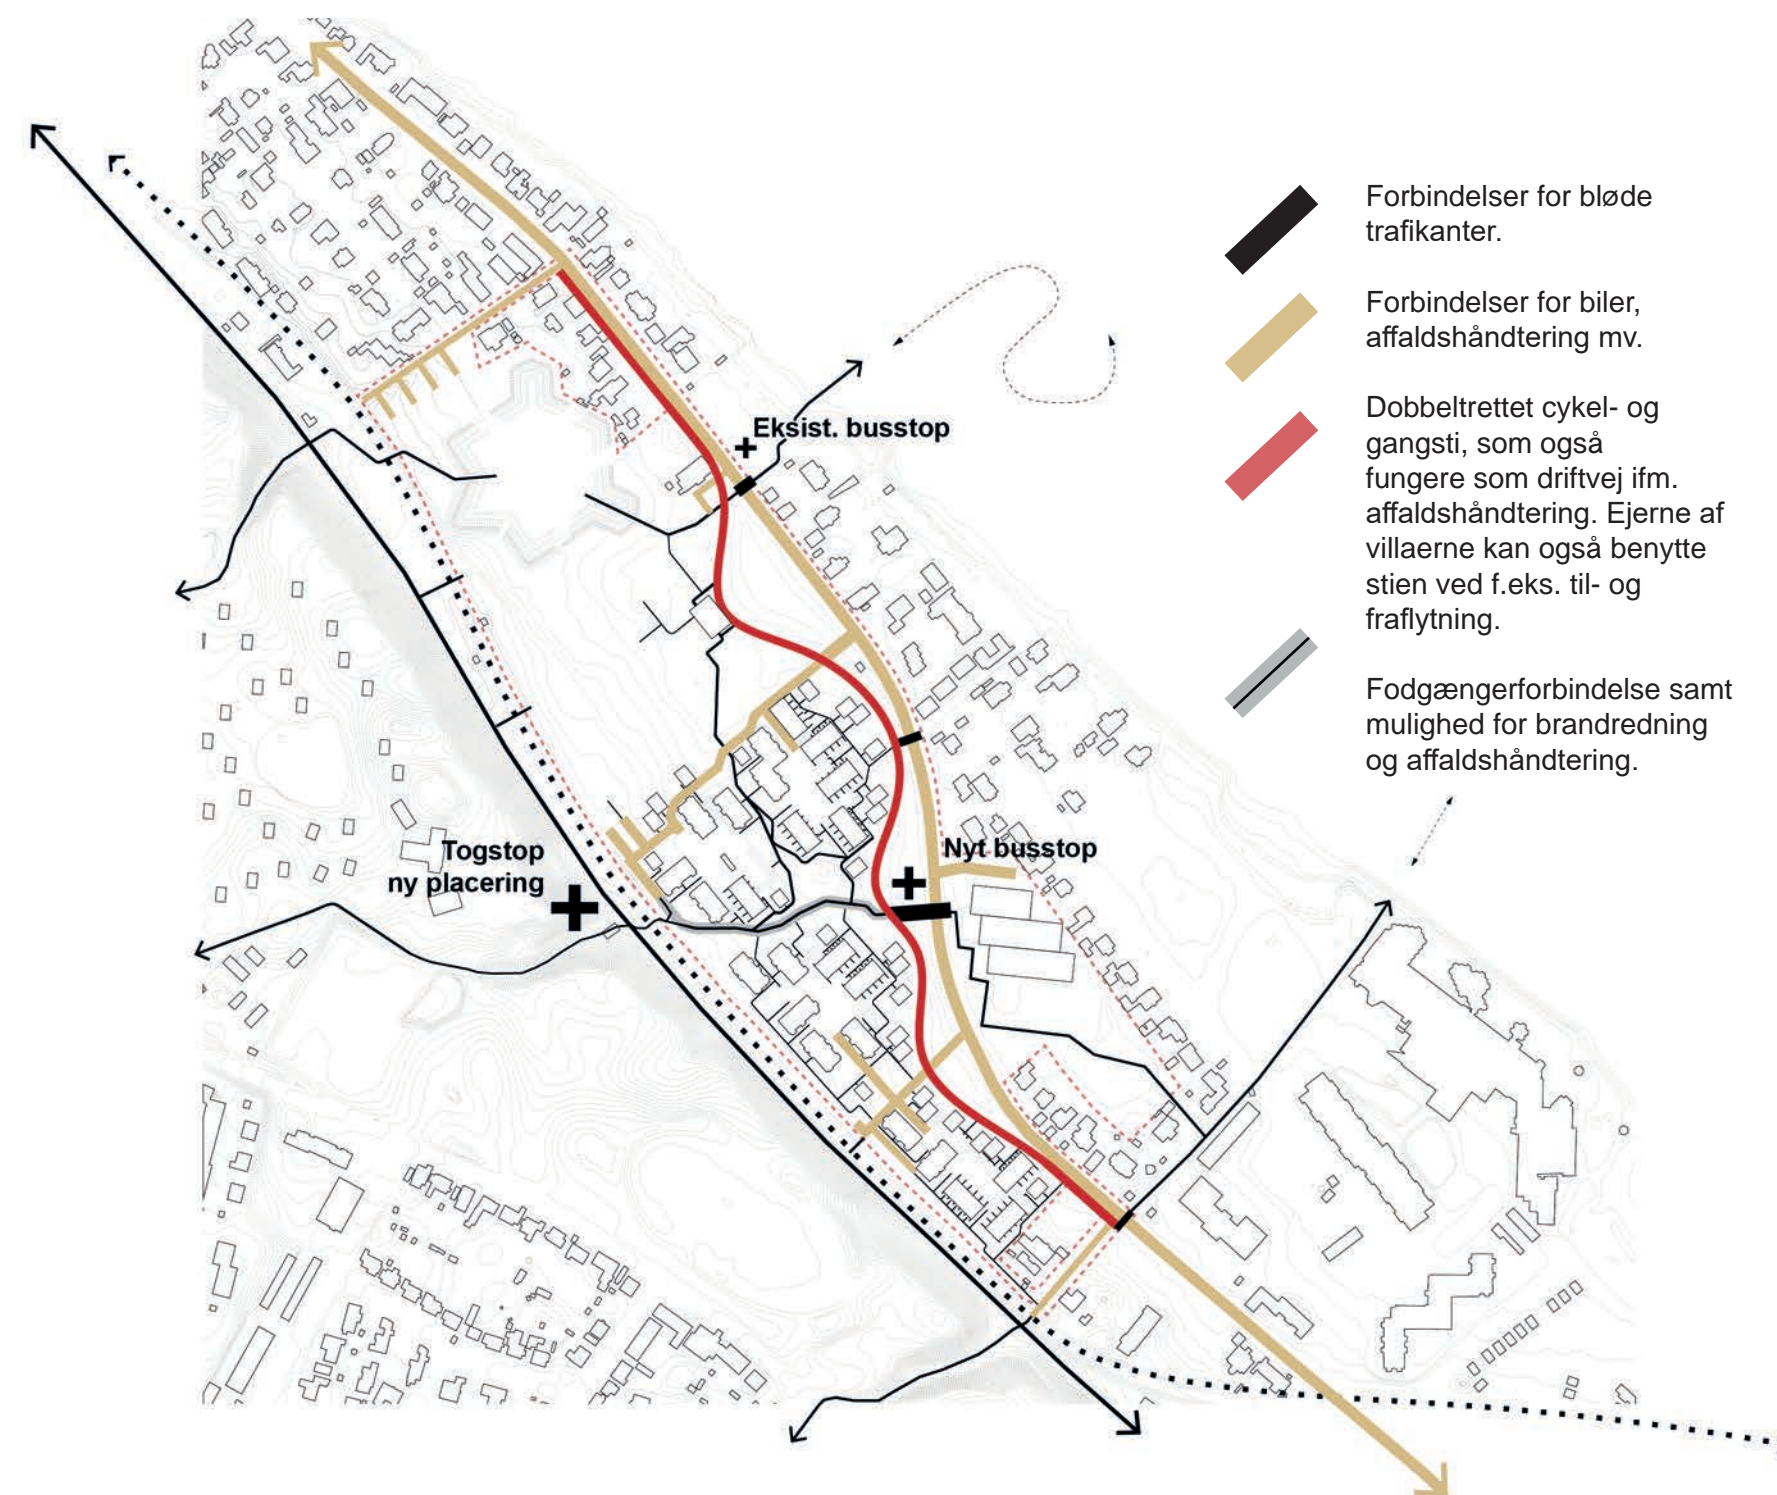 Forbindelser for bløde
trafikanter.
Forbindelser for biler,
affaldshåndtering mv.
Dobbeltrettet cykel- og
gangsti, som også
fungere som driftvej ifm.
affaldshåndtering. Ejerne af
villaerne kan også benytte
stien ved f.eks. til- og
fraflytning.
Fodgængerforbindelse samt
mulighed for brandredning
og affaldshåndtering.
Eksist. busstop
Nyt busstop
Togstop
ny placering